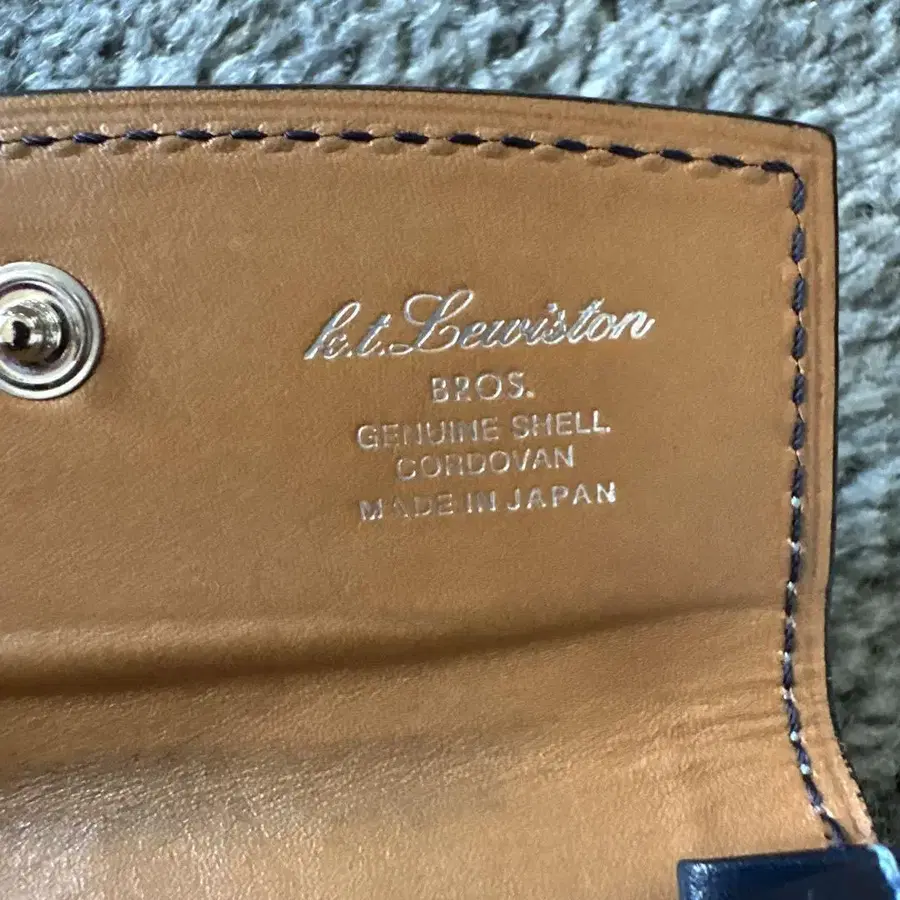 k.t.Lewiston
BROS.
GENUINE SHELL
CORDOVAN
MADE IN JAPAN